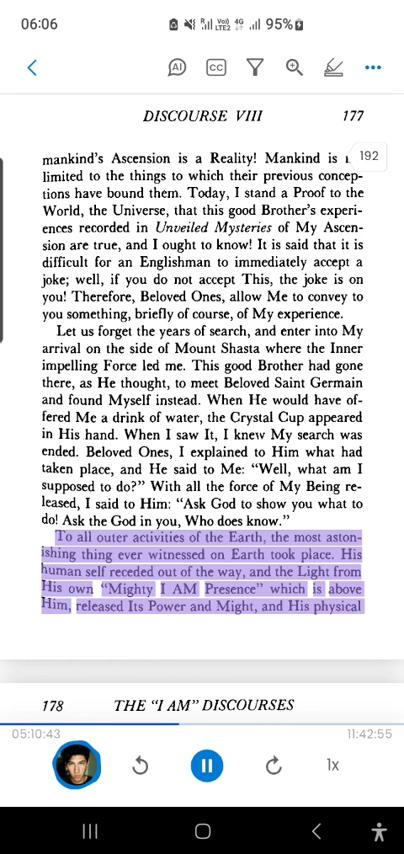 06:06
R
Vo))
LTE2
4G
95%
AI
CC
DISCOURSE VIII 177
192
mankind's Ascension is a Reality! Mankind is
limited to the things to which their previous concep-
tions have bound them. Today, I stand a Proof to the
World, the Universe, that this good Brother's experi-
ences recorded in Unveiled Mysteries of My Ascen-
sion are true, and I ought to know! It is said that it is
difficult for an Englishman to immediately accept a
joke; well, if you do not accept This, the joke is on
you! Therefore, Beloved Ones, allow Me to convey to
you something, briefly of course, of My experience.
Let us forget the years of search, and enter into My
arrival on the side of Mount Shasta where the Inner
impelling Force led me. This good Brother had gone
there, as He thought, to meet Beloved Saint Germain
and found Myself instead. When He would have of-
fered Me a drink of water, the Crystal Cup appeared
in His hand. When I saw It, I knew My search was
ended. Beloved Ones, I explained to Him what had
taken place, and He said to Me: "Well, what am I
supposed to do?" With all the force of My Being re-
leased, I said to Him: "Ask God to show you what to
do! Ask the God in you, Who does know."
To all outer activities of the Earth, the most aston-
ishing thing ever witnessed on Earth took place. His
human self receded out of the way, and the Light from
His own "Mighty I AM Presence" which is above
Him, released Its Power and Might, and His physical
178 THE "I AM" DISCOURSES
05:10:43 11:42:55
1x